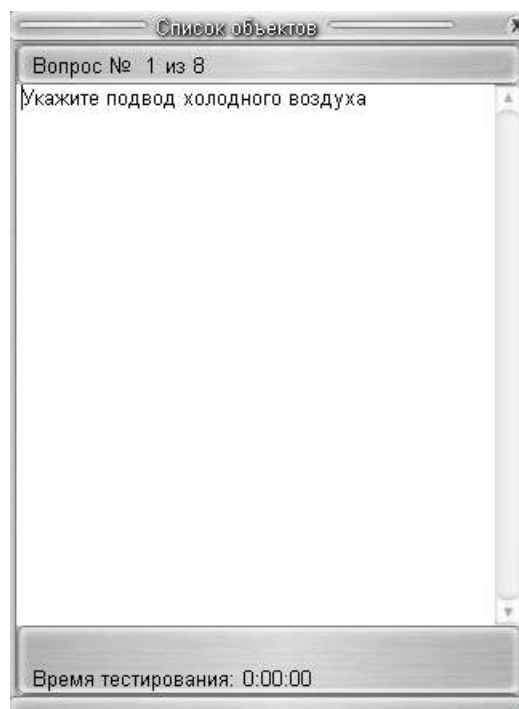 Список объектов
Вопрос № 1 из 8
Укажите подвод холодного воздуха
Время тестирования: 0:00:00